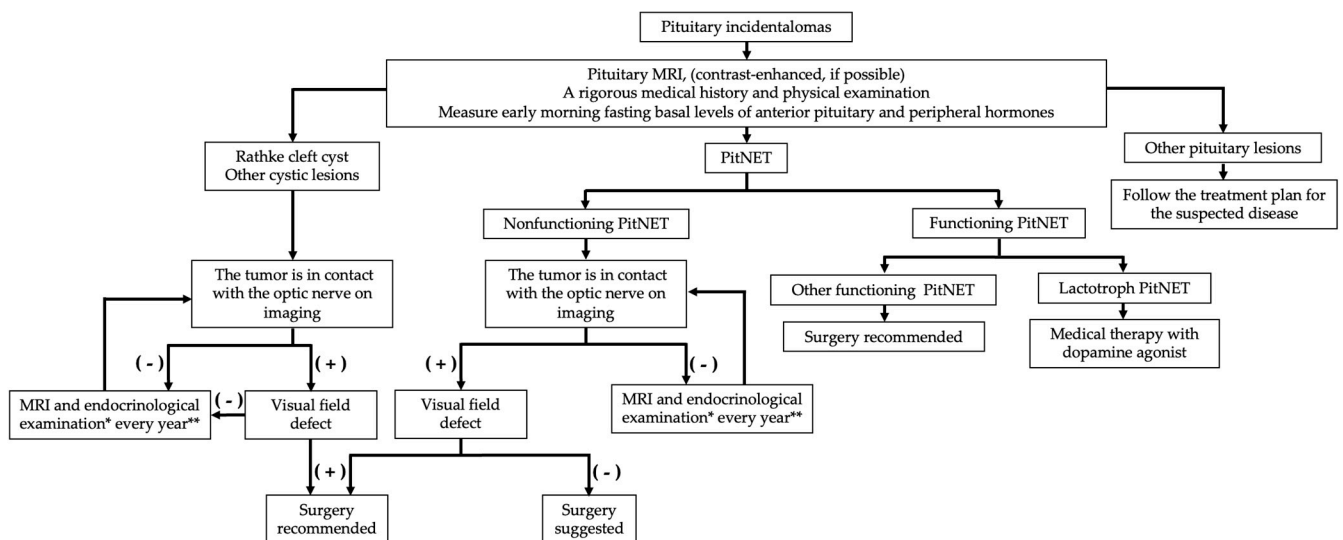 Pituitary incidentalomas
Pituitary MRI, (contrast-enhanced, if possible)
A rigorous medical history and physical examination
Measure early morning fasting basal levels of anterior pituitary and peripheral hormones
Rathke cleft cyst
Other cystic lesions
PitNET
Other pituitary lesions
Follow the treatment plan for
the suspected disease
Nonfunctioning PitNET
Functioning PitNET
The tumor is in contact
with the optic nerve on
imaging
The tumor is in contact
with the optic nerve on
imaging
Other functioning PitNET
Lactotroph PitNET
Surgery recommended
Medical therapy with
dopamine agonist
( - )
( + )
( + )
( - )
MRI and endocrinological
examination* every year**
( - )
Visual field
defect
Visual field
defect
MRI and endocrinological
examination* every year**
( + )
( - )
Surgery
recommended
Surgery
suggested